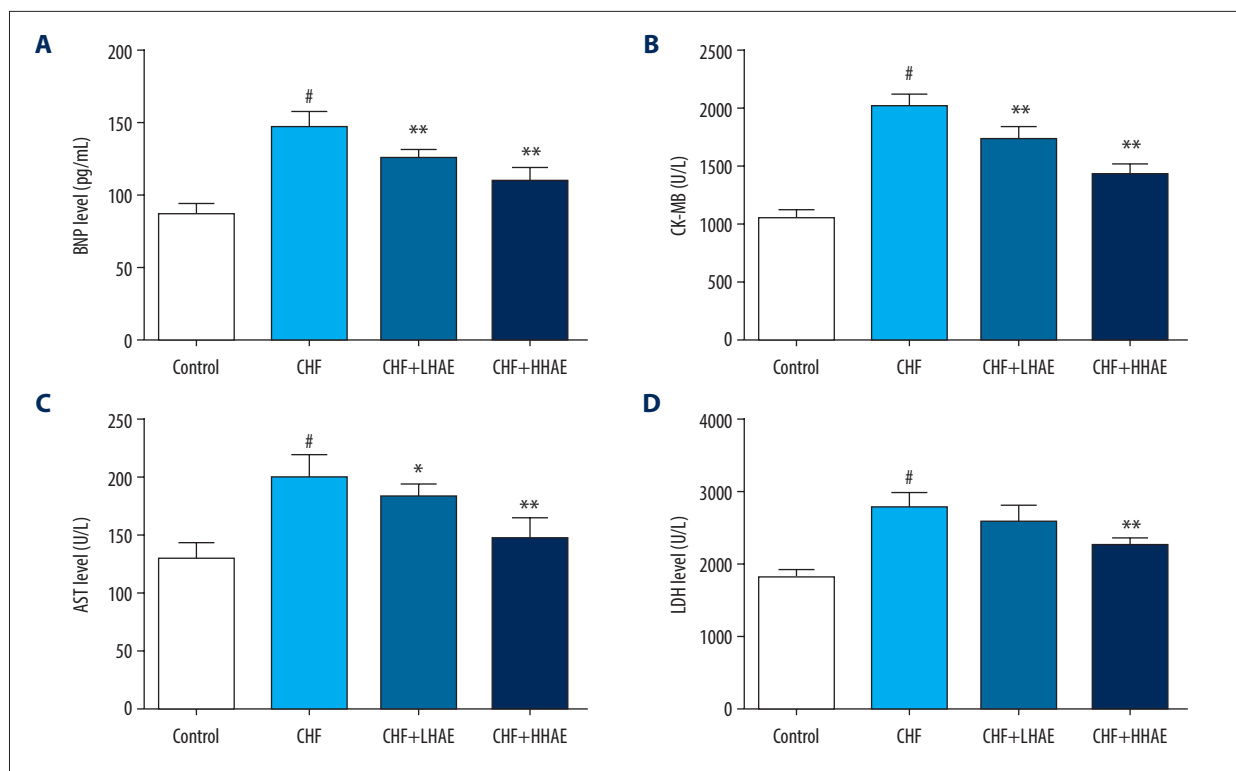 A
BNP level (pg/mL)
200
150
100
50
0
#
**
**
Control CHF CHF+LHAE CHF+HHAE
B
CK-MB (U/L)
2500
2000
1500
1000
500
0
#
**
**
Control CHF CHF+LHAE CHF+HHAE
C
AST level (U/L)
250
200
150
100
50
0
#
*
**
Control CHF CHF+LHAE CHF+HHAE
D
LDH level (U/L)
4000
3000
2000
1000
0
#
**
Control CHF CHF+LHAE CHF+HHAE